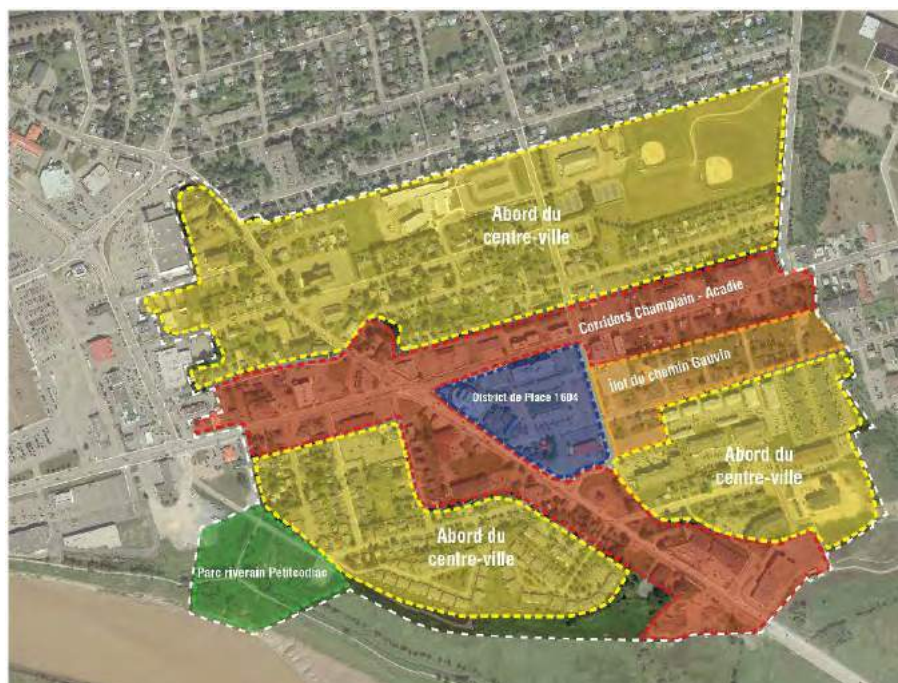 Abord du
centre-ville
Corridors Champlain - Acadie
Îlot du chemin Gauvin
District de Place 1604
Abord du
centre-ville
Abord du
centre-ville
Parc riverain Petitcodiac